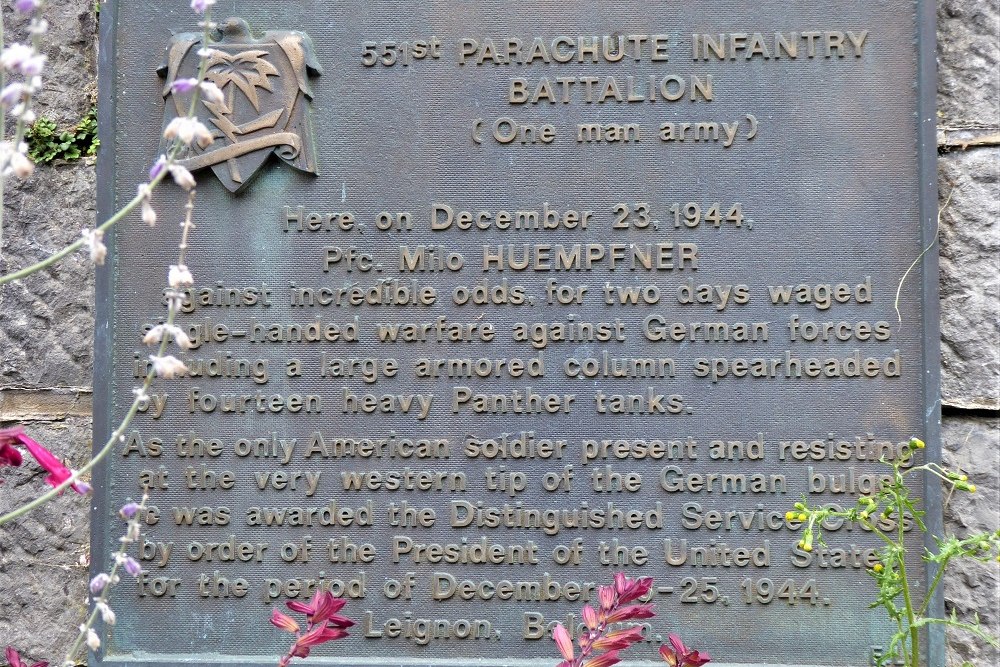 551st PARACHUTE INFANTRY
BATTALION
(One man army)
Here, on December 23, 1944,
Pfc. Milo HUEMPFNER
against incredible odds, for two days waged
single-handed warfare against German forces
including a large armored column spearheaded
by fourteen heavy Panther tanks.
As the only American soldier present and resisting
at the very western tip of the German bulge
he was awarded the Distinguished Service Cross
by order of the President of the United States
for the period of December 25, 1944.
Leignon, Belgium.